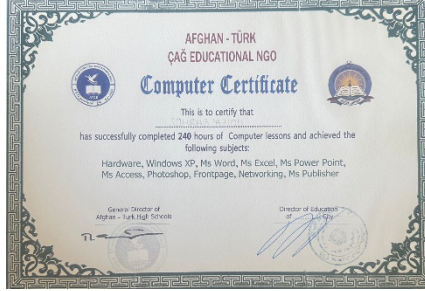 AFGHAN - TÜRK
ÇAĞ EDUCATIONAL NGO
Computer Certificate
This is to certify that
has successfully completed 240 hours of Computer lessons and achieved the
following subjects:
Hardware, Windows XP, Ms Word, Ms Excel, Ms Power Point,
Ms Access, Photoshop, Frontpage, Networking, Ms Publisher
General Director of
Afghan - Turk High Schools
Director of Education
of City